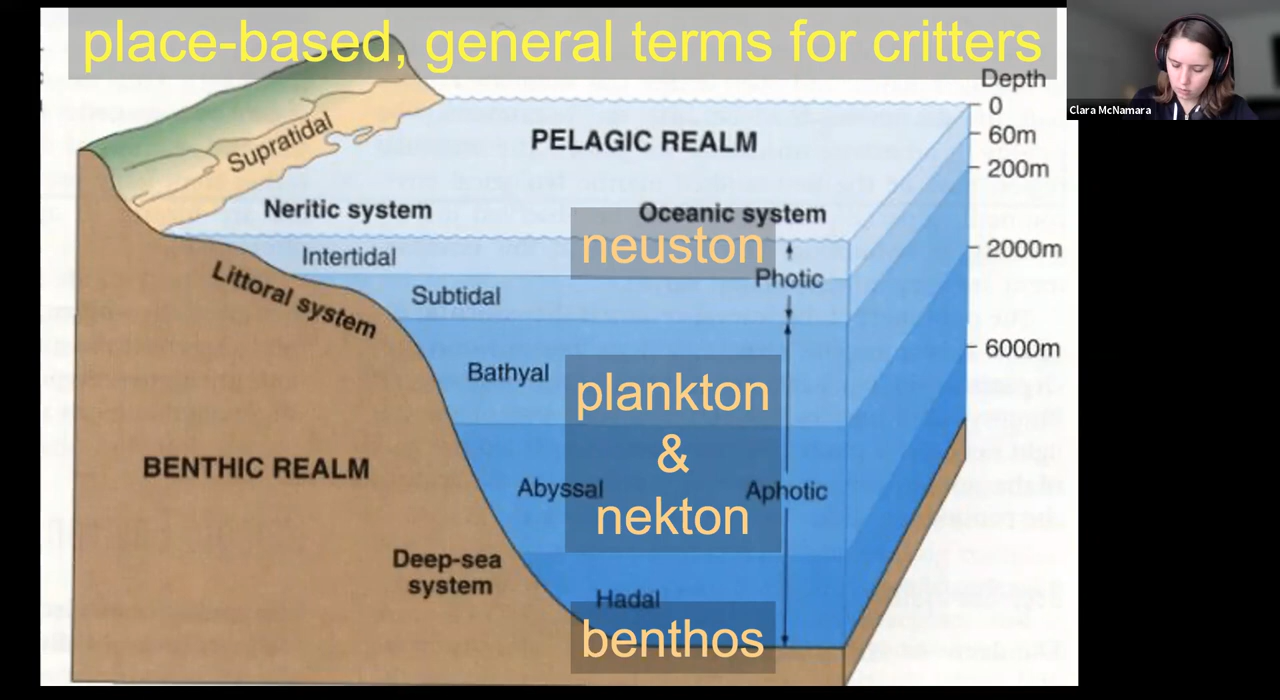 place-based, general terms for critters
Clara McNamara
Depth
0
60m
200m
2000m
6000m
Supratidal
PELAGIC REALM
Neritic system
Oceanic system
neuston
Intertidal
Photic
Littoral system
Subtidal
Bathyal
plankton
&
nekton
BENTHIC REALM
Abyssal
Aphotic
Deep-sea
system
Hadal
benthos